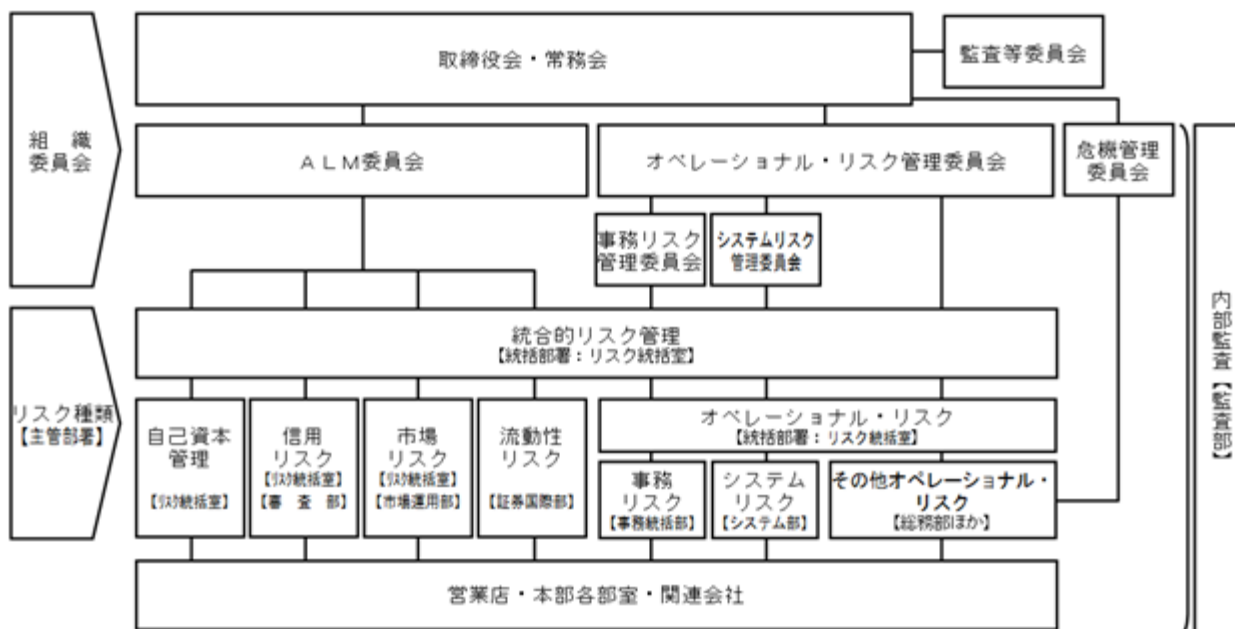 取締役会・常務会
監査等委員会
組　織
委員会
ＡＬＭ委員会
オペレーショナル・リスク管理委員会
危機管理
委員会
事務リスク
管理委員会
システムリスク
管理委員会
内部監査【監査部】
リスク種類
【主管部署】
統合的リスク管理
【統括部署：リスク統括室】
自己資本
管理
【リスク統括室】
信用
リスク
【リスク統括室】
【審　査　部】
市場
リスク
【リスク統括室】
【市場運用部】
流動性
リスク
【証券国際部】
オペレーショナル・リスク
【統括部署：リスク統括室】
事務
リスク
【事務統括部】
システム
リスク
【システム部】
その他オペレーショナル・
リスク
【総務部ほか】
営業店・本部各部室・関連会社